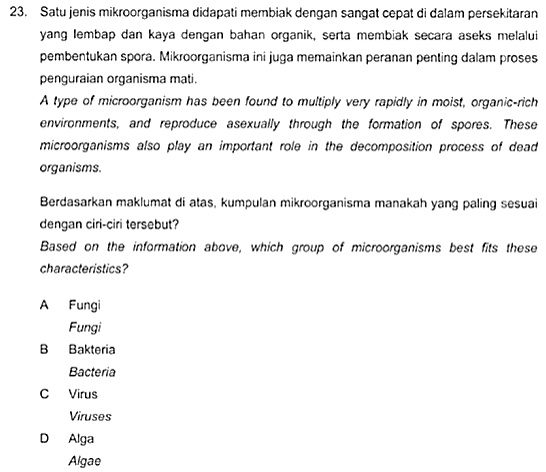 23. Satu jenis mikroorganisma didapati membiak dengan sangat cepat di dalam persekitaran
yang lembap dan kaya dengan bahan organik, serta membiak secara aseks melalui
pembentukan spora. Mikroorganisma ini juga memainkan peranan penting dalam proses
penguraian organisma mati.
A type of microorganism has been found to multiply very rapidly in moist, organic-rich
environments, and reproduce asexually through the formation of spores. These
microorganisms also play an important role in the decomposition process of dead
organisms.
Berdasarkan maklumat di atas, kumpulan mikroorganisma manakah yang paling sesuai
dengan ciri-ciri tersebut?
Based on the information above, which group of microorganisms best fits these
characteristics?
A Fungi
Fungi
B Bakteria
Bacteria
C Virus
Viruses
D Alga
Algae